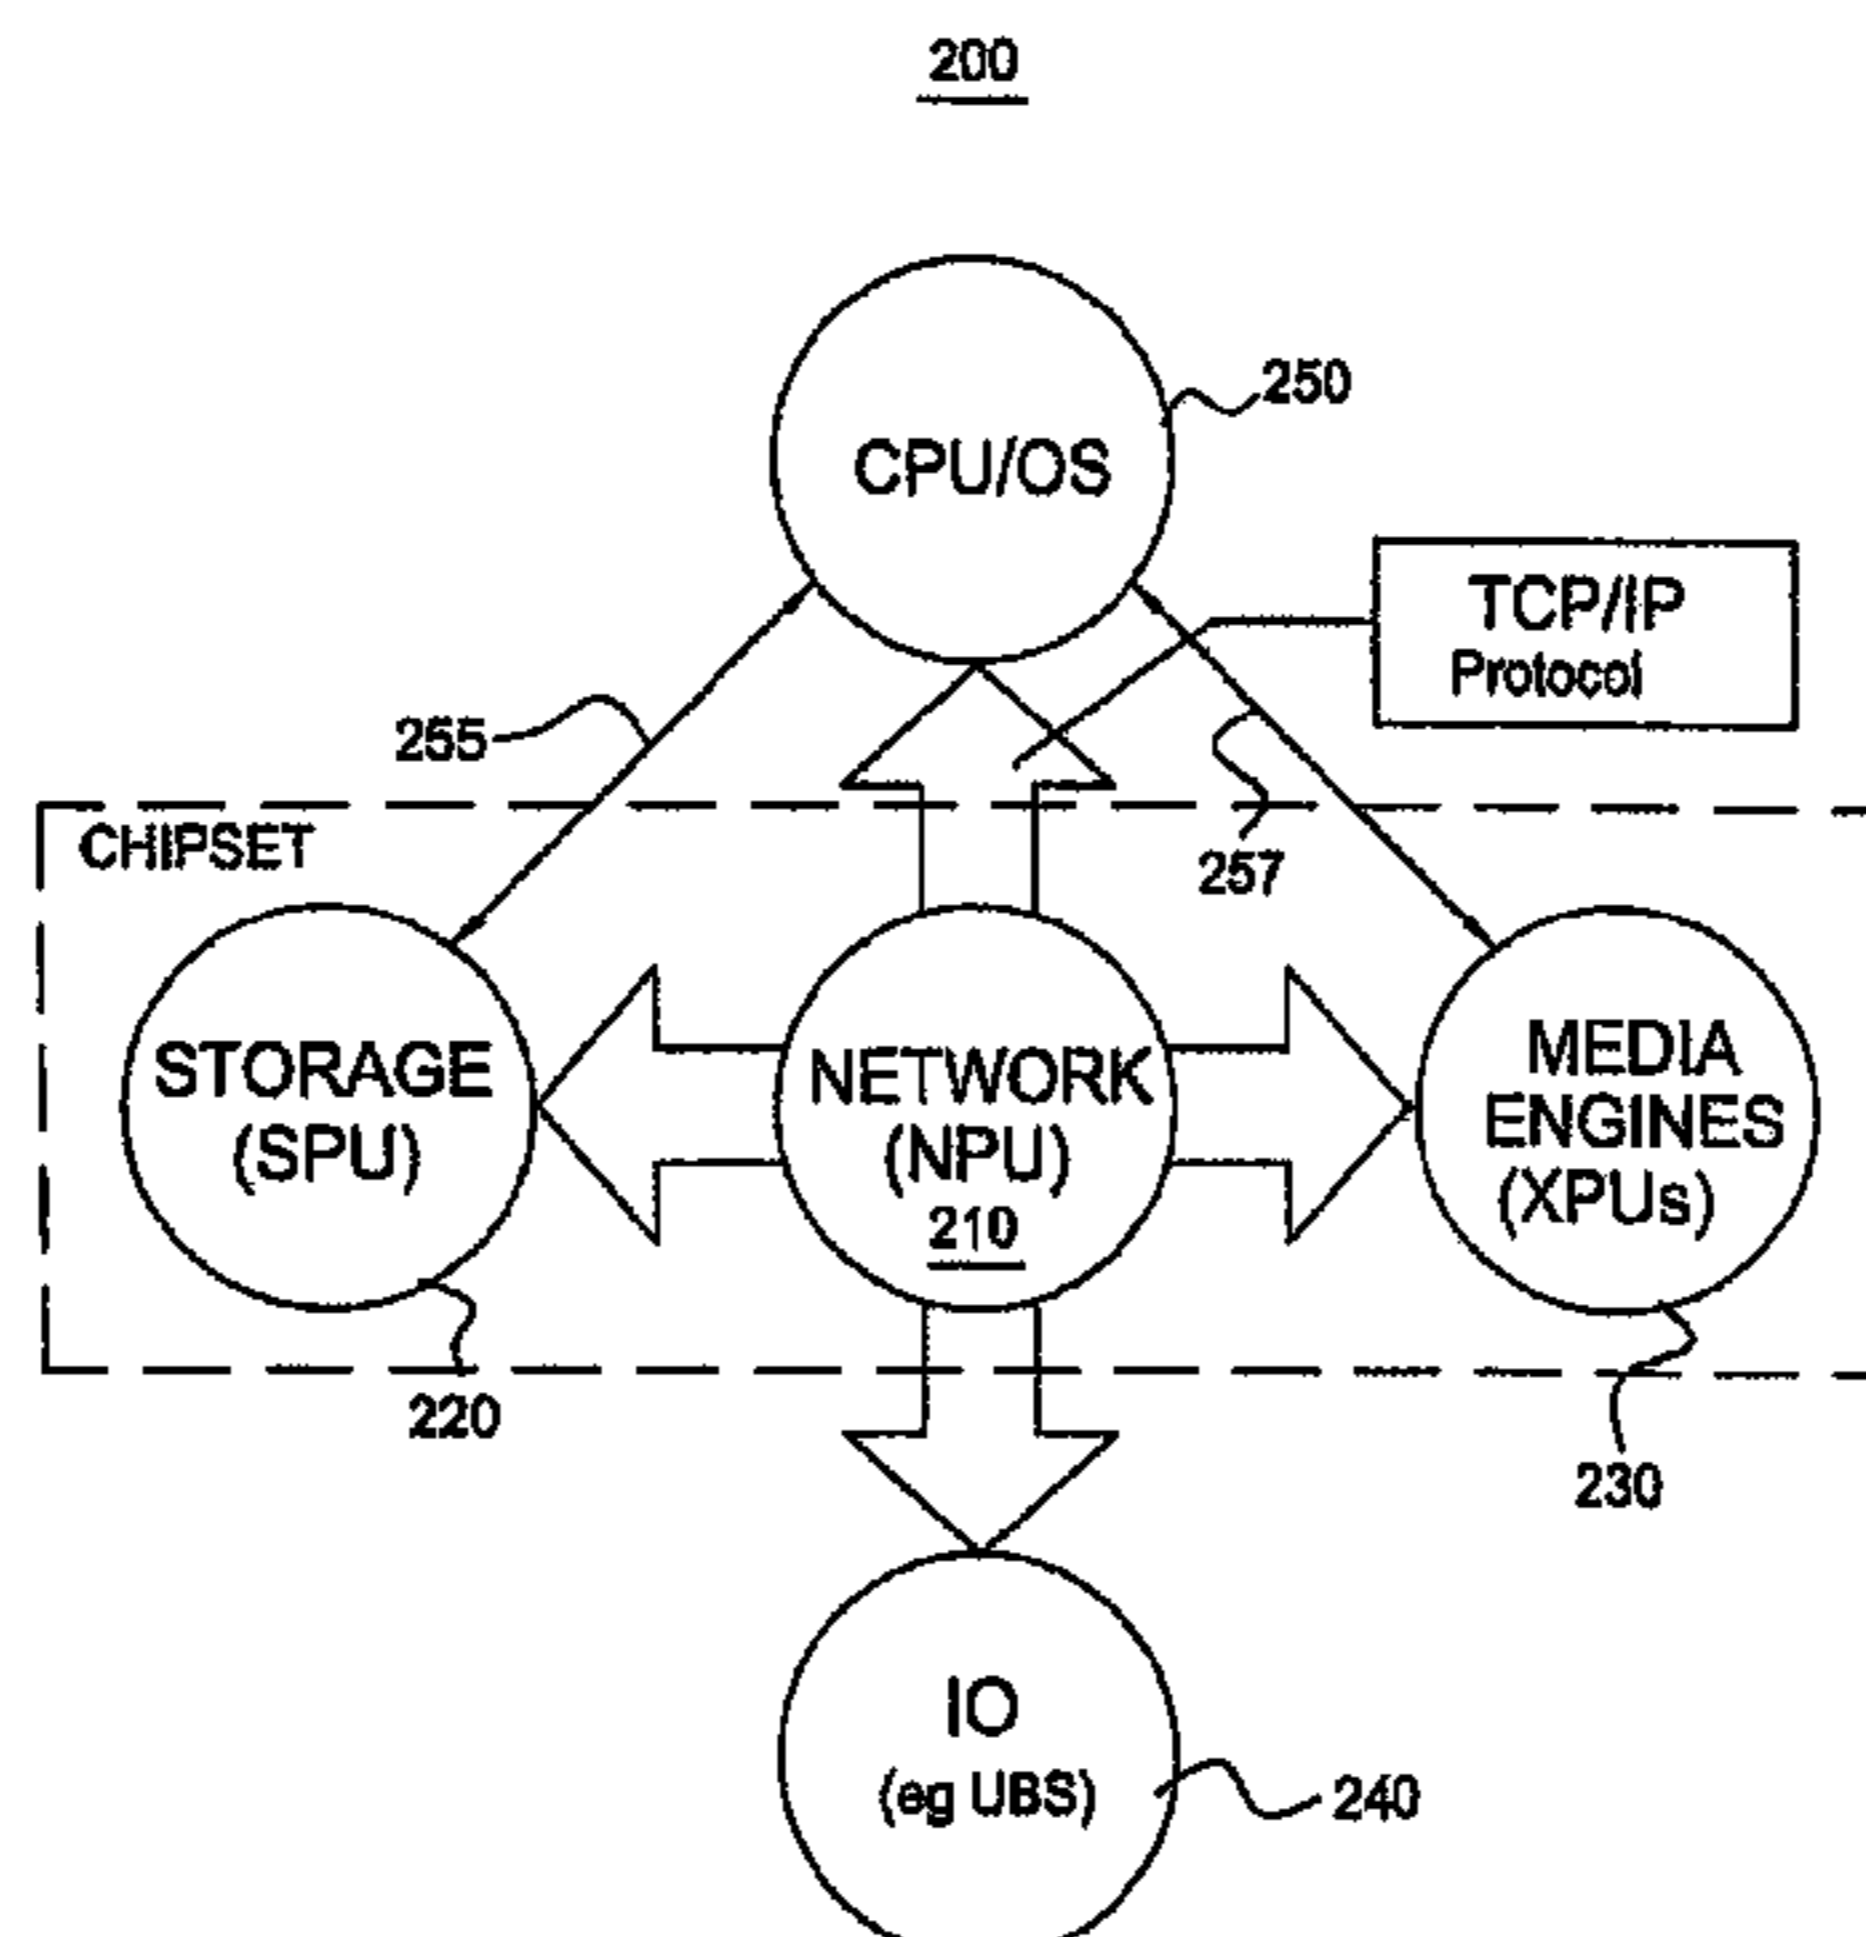 200
250
CPU/OS
TCP/IP
Protocol
255
CHIPSET
257
STORAGE
(SPU)
NETWORK
(NPU)
210
MEDIA
ENGINES
(XPUs)
220
230
IO
(eg UBS)
240